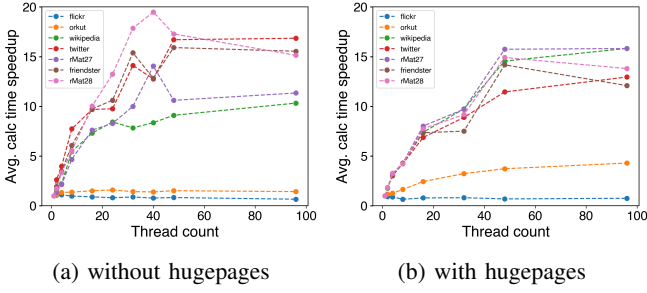 Avg. calc time speedup
20
15
10
5
0
flickr
orkut
wikipedia
twitter
rMat27
friendster
rMat28
0 20 40 60 80 100
Thread count
(a) without hugepages
Avg. calc time speedup
20
15
10
5
0
flickr
orkut
wikipedia
twitter
rMat27
friendster
rMat28
0 20 40 60 80 100
Thread count
(b) with hugepages